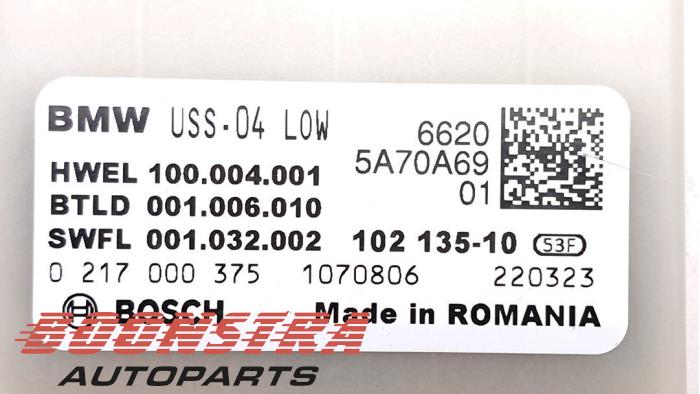 BMW USS-04 LOW 6620
HWEL 100.004.001 5A70A69
BTLD 001.006.010 01
SWFL 001.032.002 102 135-10 53F
0 217 000 375 1070806 220323
BOSCH Made in ROMANIA
BOONSTRA
AUTOPARTS